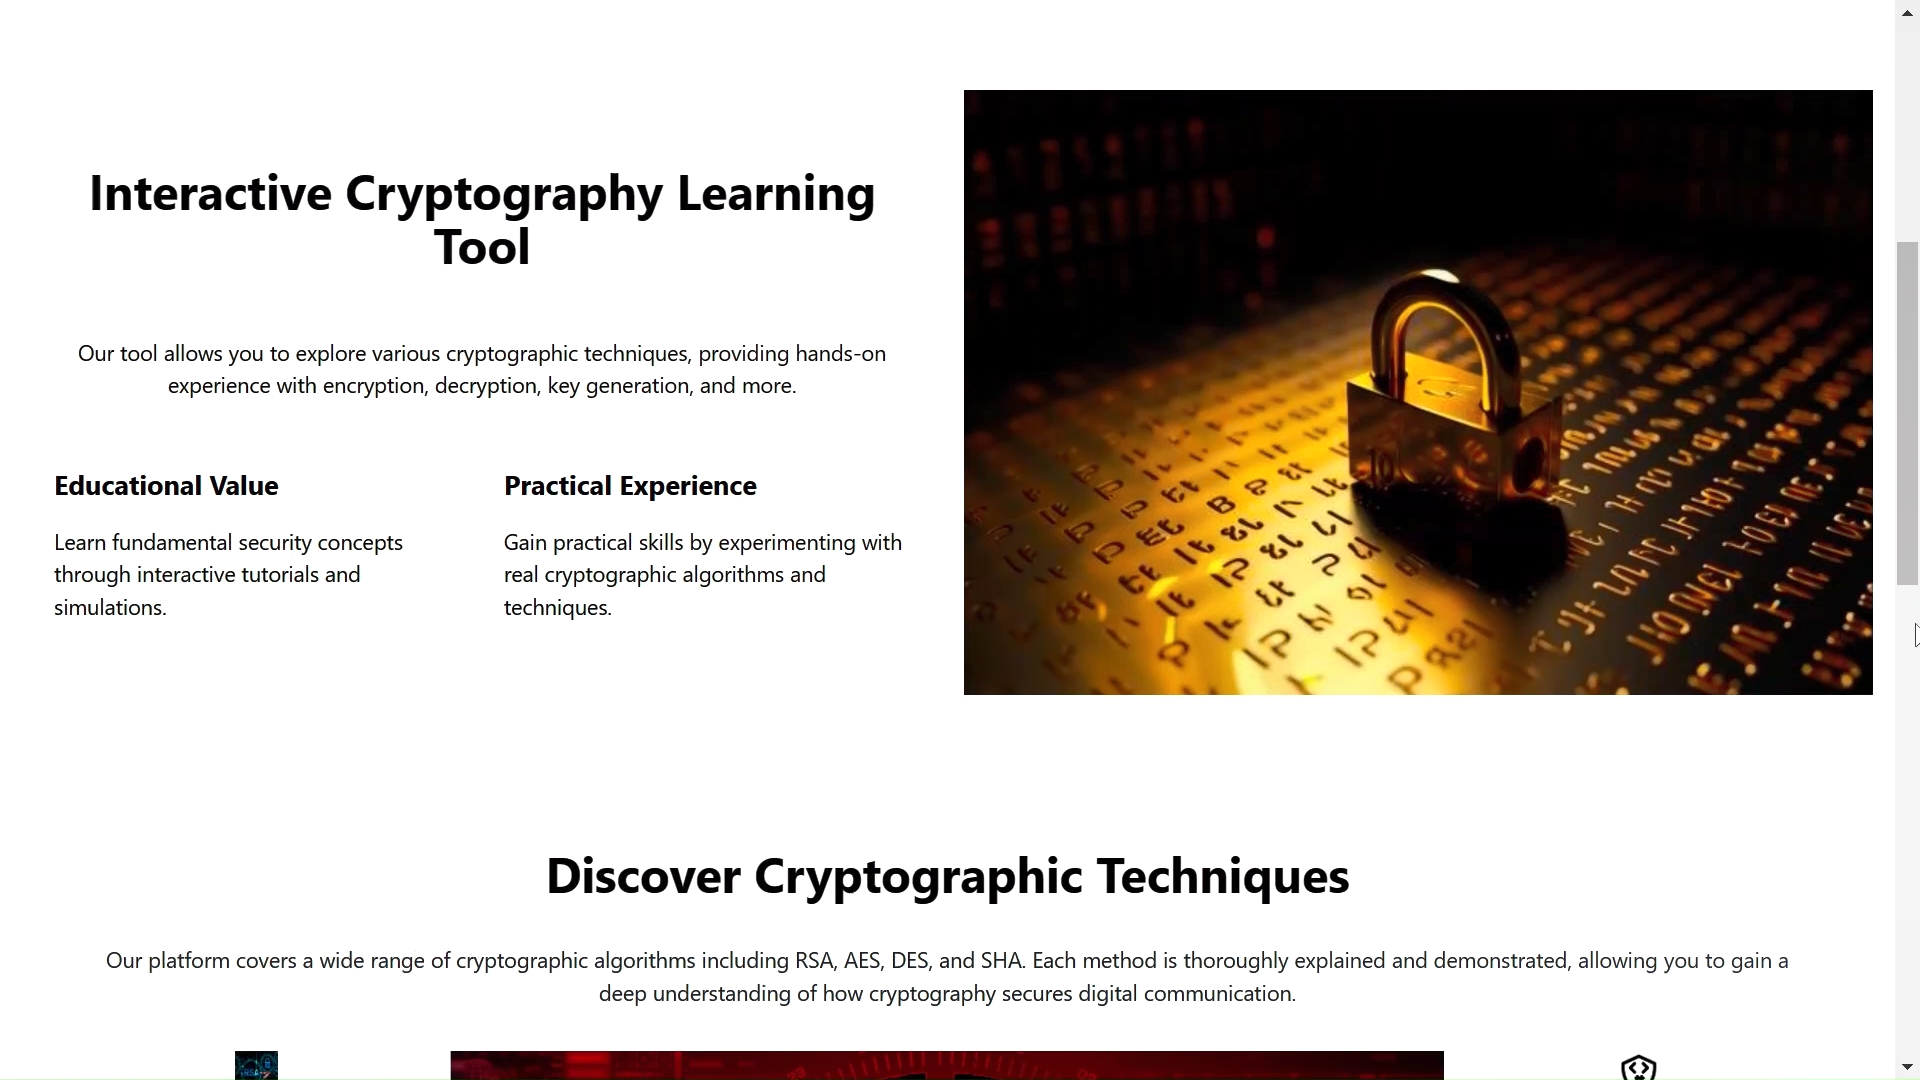 Interactive Cryptography Learning
Tool
Our tool allows you to explore various cryptographic techniques, providing hands-on
experience with encryption, decryption, key generation, and more.
Educational Value
Learn fundamental security concepts
through interactive tutorials and
simulations.
Practical Experience
Gain practical skills by experimenting with
real cryptographic algorithms and
techniques.
Discover Cryptographic Techniques
Our platform covers a wide range of cryptographic algorithms including RSA, AES, DES, and SHA. Each method is thoroughly explained and demonstrated, allowing you to gain a
deep understanding of how cryptography secures digital communication.